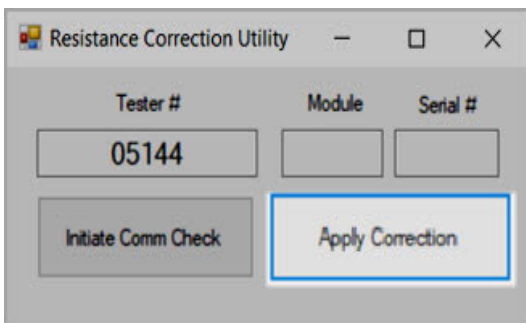 Resistance Correction Utility
Tester # Module Serial #
05144
Initiate Comm Check Apply Correction